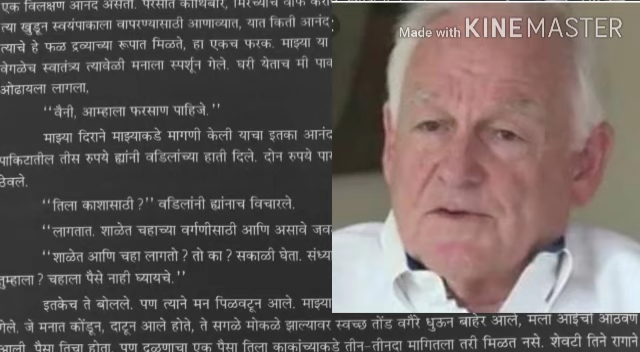 एक विलक्षण आनंद असतो. परसात कोथिंबीर, मिरच्यांचे वाफे
त्या खुडून स्वयंपाकाला वापरण्यासाठी आणाव्यात, यात किती आनंद
त्याचे हे फळ द्रव्याच्या रूपात मिळते, हा एकच फरक. माझ्या या
वेगळेच स्वातंत्र्य त्यावेळी मनाला स्पर्शून गेले. घरी येताच मी
ओढायला लागला,
Made with KINEMASTER
''वैनी, आम्हाला फरसाण पाहिजे.''
माझ्या दिराने माझ्याकडे मागणी केली याचा इतका आनंद
पाकिटातील तीस रुपये ह्यांनी वडिलांच्या हाती दिले. दोन रुपये
ठेवले.
''तिला काशासाठी?'' वडिलांनी ह्यांनाच विचारले.
''लागतात. शाळेत चहाच्या वर्गणीसाठी आणि असावे
''शाळेत आणि चहा लागतो? तो का? सकाळी घेता.
तुम्हाला? चहाला पैसे नाही घ्यायचे.''
इतकेच ते बोलले. पण त्याने मन पिळवटून आले. माझ्या
गेले. जे मनात कोंडून, दाटून आले होते, ते सगळे मोकळे झाल्यावर स्वच्छ तोंड वगैरे धुऊन बाहेर आले, मला आईची आठवण
आली. पैसा तिचा होता. पण दळणाचा एक पैसा तिला काकांच्याकडे तीन-तीनदा मागितला तरी मिळत नसे. शेवटी तिने रागाने